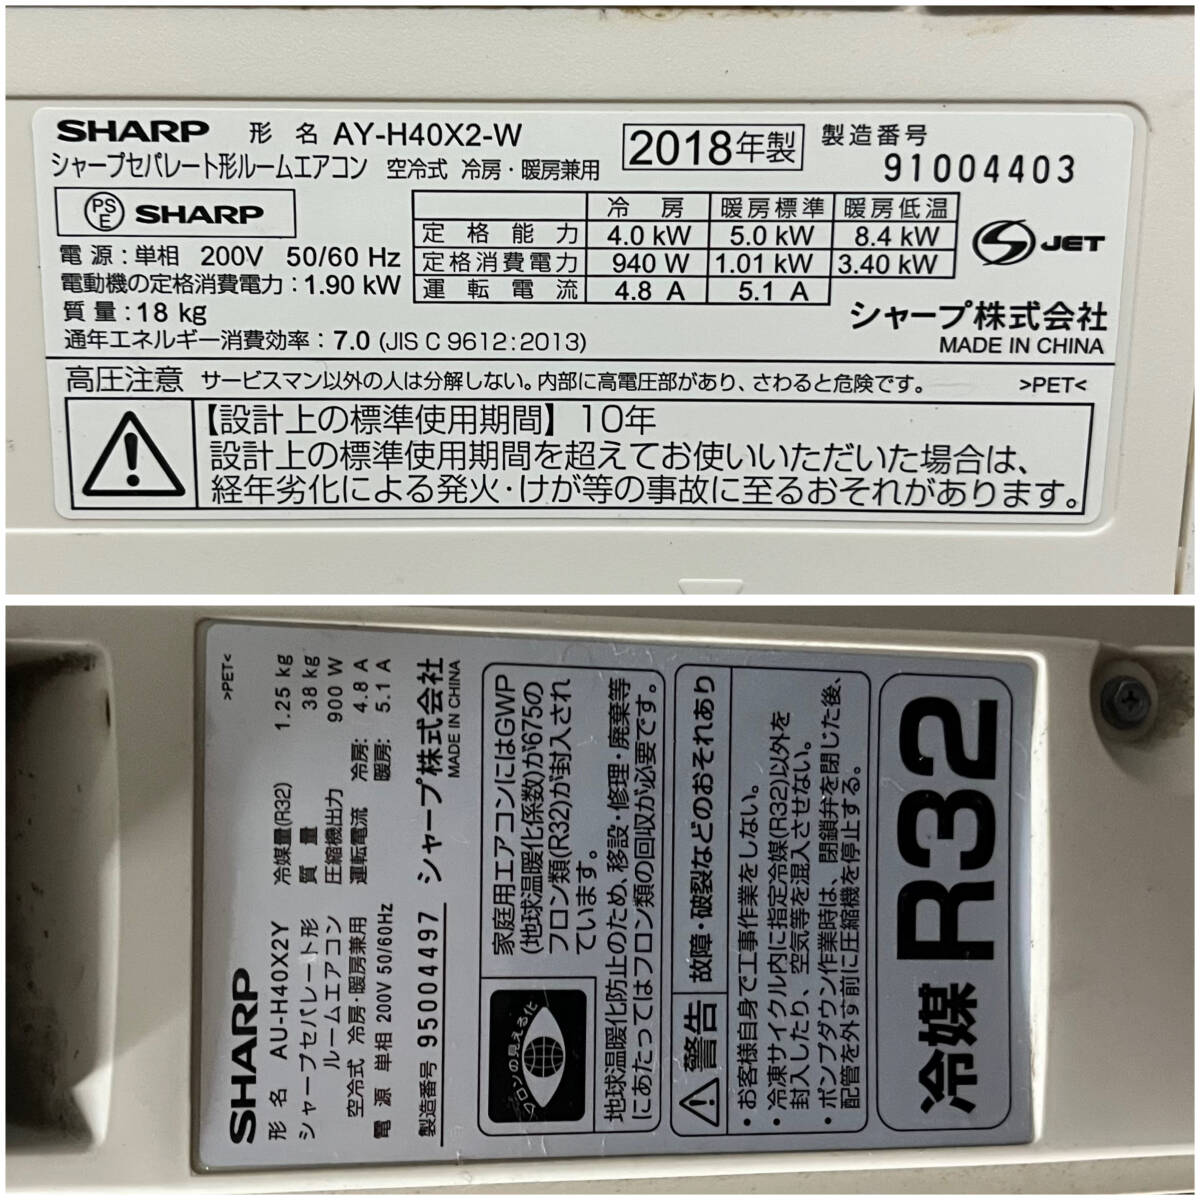 SHARP 形名 AY-H40X2-W 2018年製 製造番号
シャープセパレート形ルームエアコン 空冷式 冷房・暖房兼用 91004403
PSE SHARP
電源:単相 200V 50/60 Hz
電動機の定格消費電力:1.90 kW
質量:18 kg
通年エネルギー消費効率:7.0 (JIS C 9612:2013)
冷房 暖房標準 暖房低温
定格能力 4.0 kW 5.0 kW 8.4 kW
定格消費電力 940 W 1.01 kW 3.40 kW
運転電流 4.8 A 5.1 A
S JET
シャープ株式会社
MADE IN CHINA
高圧注意 サービスマン以外の人は分解しない。内部に高電圧部があり、さわると危険です。 >PET<
【設計上の標準使用期間】 10年
設計上の標準使用期間を超えてお使いいただいた場合は、
経年劣化による発火・けが等の事故に至るおそれがあります。
SHARP >PET<
形名 AU-H40X2Y 冷媒量(R32) 1.25 kg
シャープセパレート形 質量 38 kg
ルームエアコン 圧縮機出力 900 W
空冷式 冷房・暖房兼用 運転電流 冷房: 4.8 A
電源 単相 200V 50/60Hz 暖房: 5.1 A
製造番号 95004497 シャープ株式会社
MADE IN CHINA
フロンの見える化
家庭用エアコンにはGWP
(地球温暖化係数)が675の
フロン類(R32)が封入され
ています。
地球温暖化防止のため、移設・修理・廃棄等
にあたってはフロン類の回収が必要です。
警告 故障・破裂などのおそれあり
・お客様自身で工事作業をしない。
・冷凍サイクル内に指定冷媒(R32)以外を
封入したり、空気等を混入させない。
・ポンプダウン作業時は、閉鎖弁を閉じた後、
配管を外す前に圧縮機を停止する。
冷媒 R32